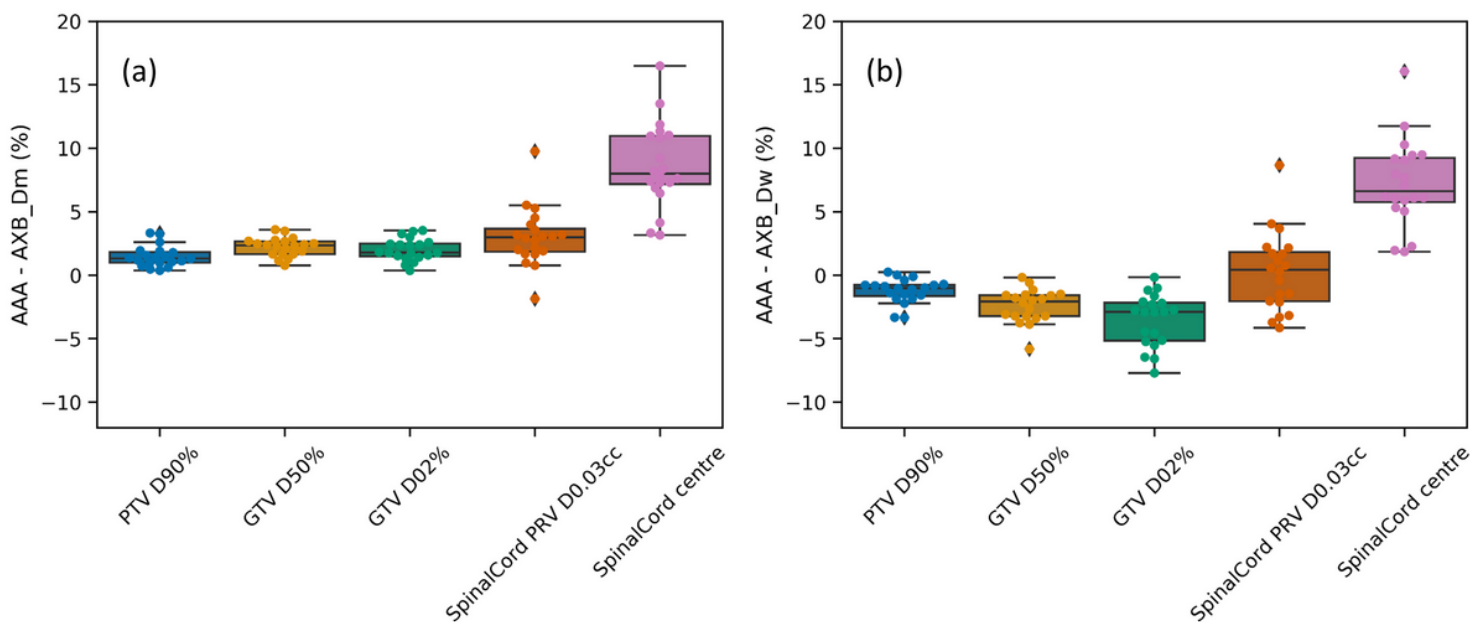 (a)
AAA - AXB_Dm (%)
20
15
10
5
0
−5
−10
PTV D90%
GTV D50%
GTV D02%
SpinalCord PRV D0.03cc
SpinalCord centre
(b)
AAA - AXB_Dw (%)
20
15
10
5
0
−5
−10
PTV D90%
GTV D50%
GTV D02%
SpinalCord PRV D0.03cc
SpinalCord centre